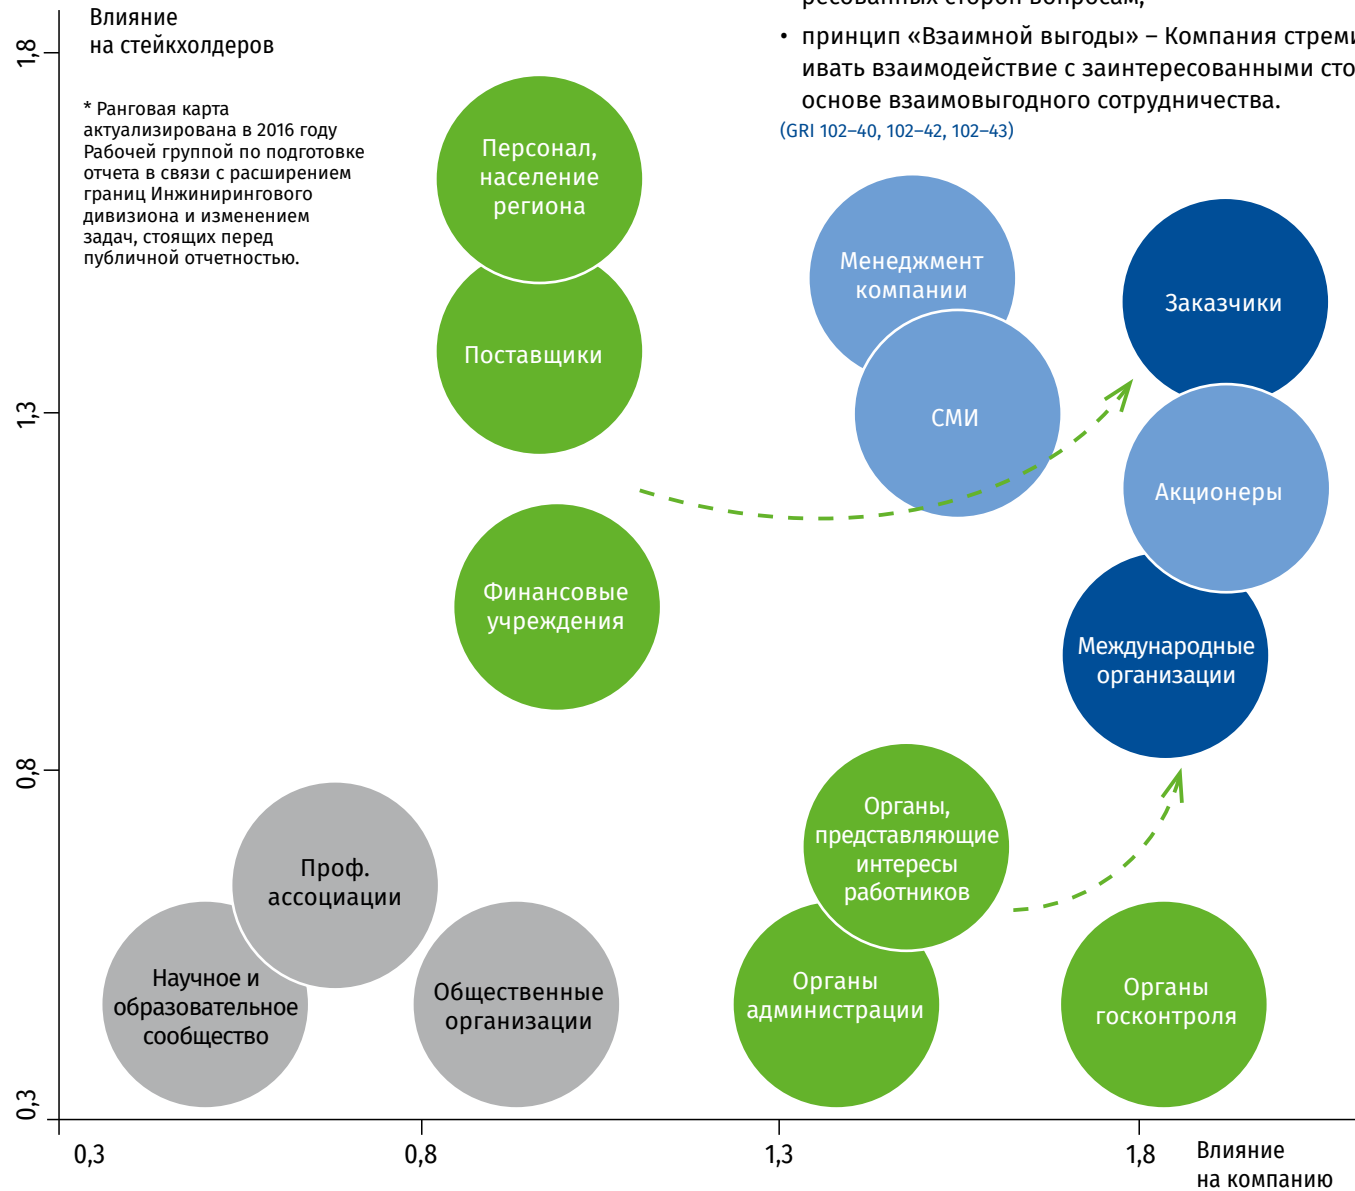 Влияние
на стейкхолдеров
* Ранговая карта
актуализирована в 2016 году
Рабочей группой по подготовке
отчета в связи с расширением
границ Инжинирингового
дивизиона и изменением
задач, стоящих перед
публичной отчетностью.
ресованных сторон вопросам;
• принцип «Взаимной выгоды» – Компания стреми
ивать взаимодействие с заинтересованными сто
основе взаимовыгодного сотрудничества.
(GRI 102–40, 102–42, 102–43)
1,8
1,3
0,8
0,3
Персонал,
население
региона
Поставщики
Финансовые
учреждения
Менеджмент
компании
СМИ
Заказчики
Акционеры
Международные
организации
Органы,
представляющие
интересы
работников
Органы
администрации
Органы
госконтроля
Проф.
ассоциации
Научное и
образовательное
сообщество
Общественные
организации
0,3
0,8
1,3
1,8
Влияние
на компанию